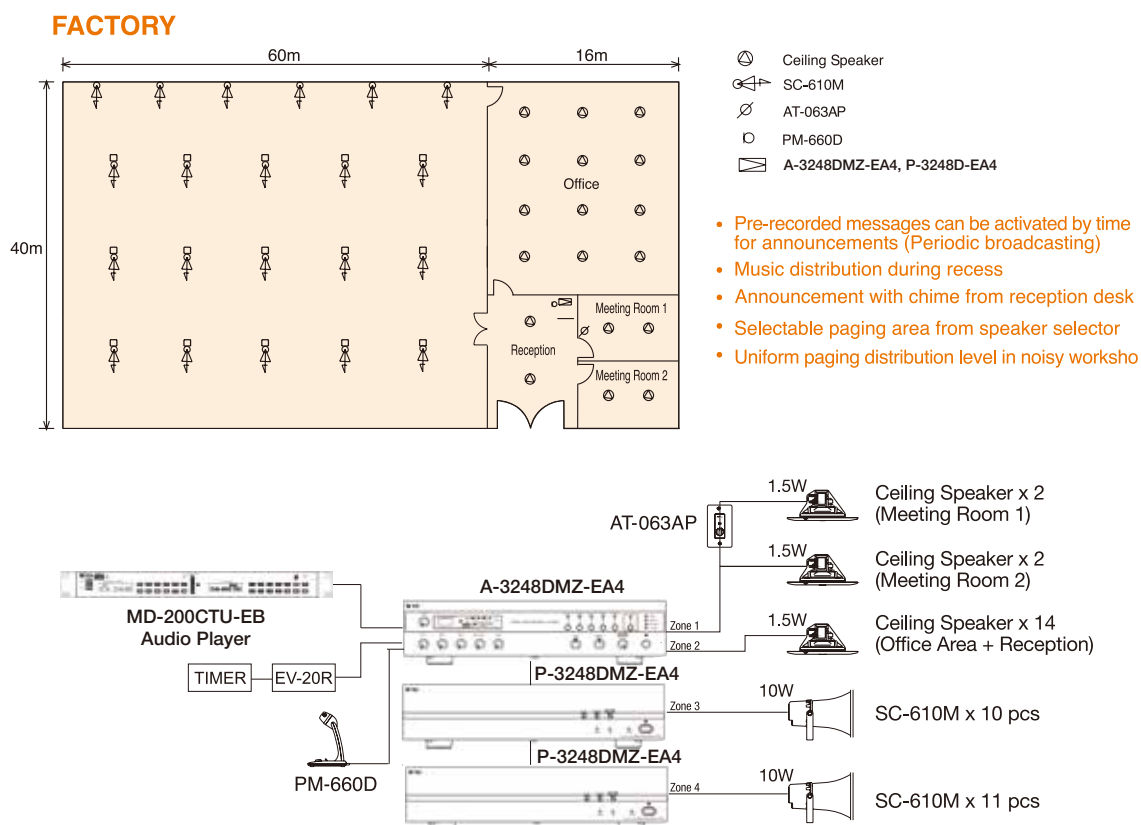 FACTORY
60m
16m
40m
Office
Reception
Meeting Room 1
Meeting Room 2
Ceiling Speaker
SC-610M
AT-063AP
PM-660D
A-3248DMZ-EA4, P-3248D-EA4
• Pre-recorded messages can be activated by time
for announcements (Periodic broadcasting)
• Music distribution during recess
• Announcement with chime from reception desk
• Selectable paging area from speaker selector
• Uniform paging distribution level in noisy worksho
MD-200CTU-EB
Audio Player
TIMER
EV-20R
PM-660D
A-3248DMZ-EA4
Zone 1
Zone 2
P-3248DMZ-EA4
Zone 3
P-3248DMZ-EA4
Zone 4
AT-063AP
1.5W
Ceiling Speaker x 2
(Meeting Room 1)
1.5W
Ceiling Speaker x 2
(Meeting Room 2)
1.5W
Ceiling Speaker x 14
(Office Area + Reception)
10W
SC-610M x 10 pcs
10W
SC-610M x 11 pcs